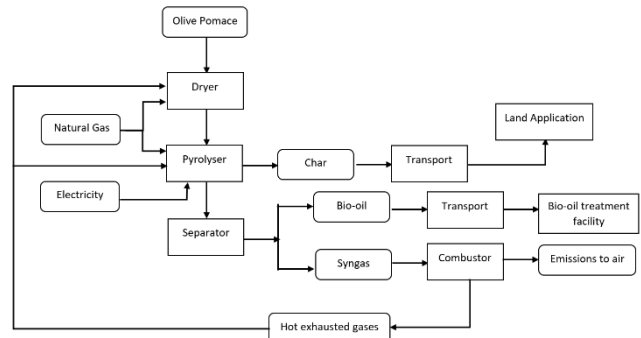 Olive Pomace
Dryer
Natural Gas
Land Application
Pyrolyser
Char
Transport
Electricity
Separator
Bio-oil
Transport
Bio-oil treatment
facility
Syngas
Combustor
Emissions to air
Hot exhausted gases